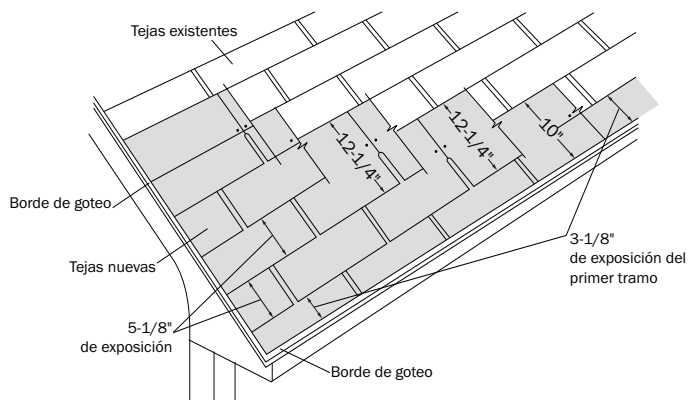 Tejas existentes
12-1/4"
12-1/4"
10"
Borde de goteo
Tejas nuevas
3-1/8"
de exposición del
primer tramo
5-1/8"
de exposición
Borde de goteo